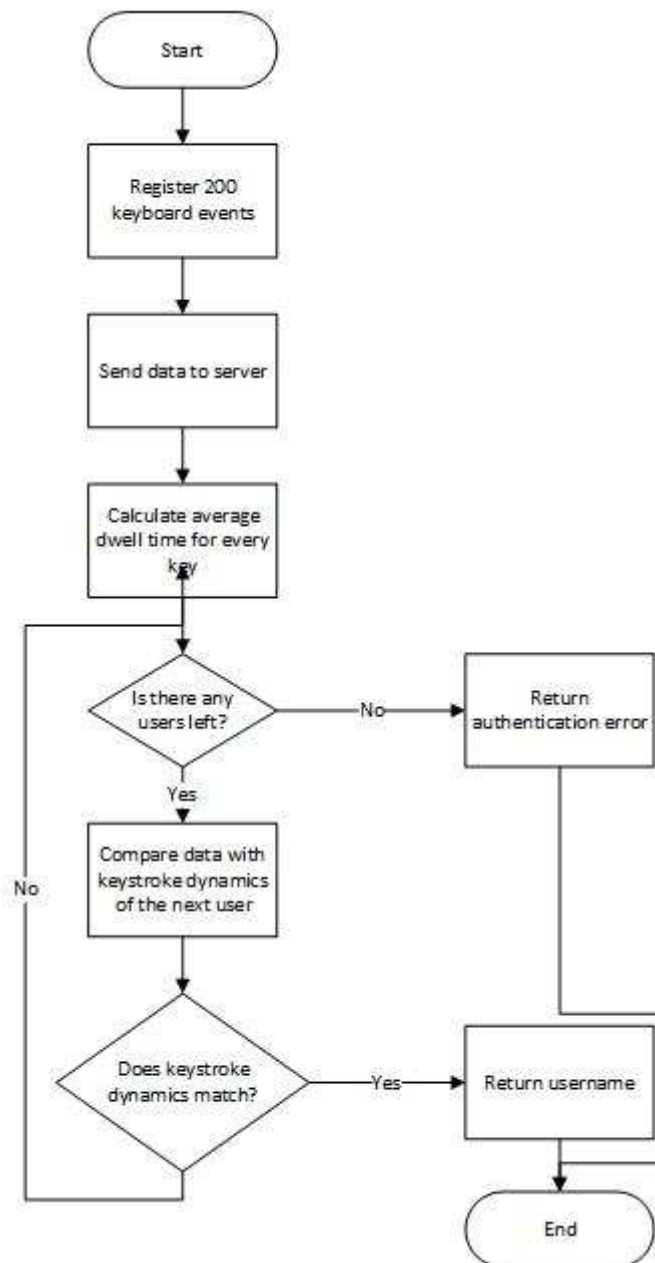 Start
Register 200
keyboard events
Send data to server
Calculate average
dwell time for every
key
Is there any
users left?
No
Return
authentication error
Yes
Compare data with
keystroke dynamics
of the next user
No
Does keystroke
dynamics match?
Yes
Return username
End